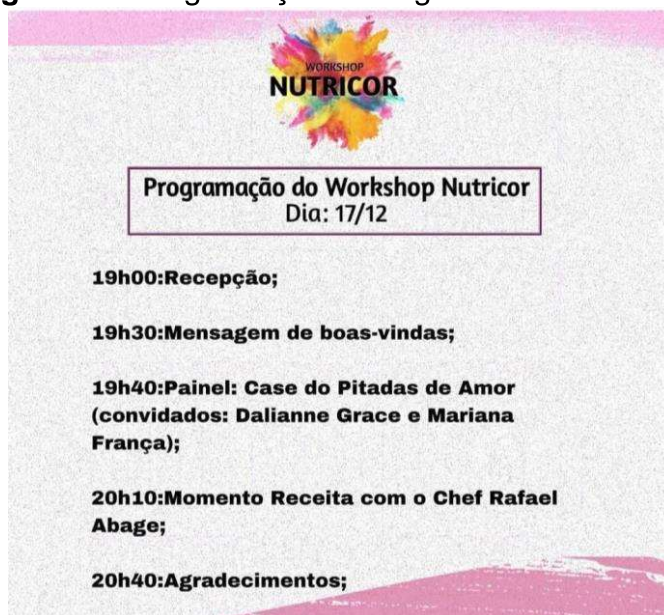 WORKSHOP
NUTRICOR
Programação do Workshop Nutricor
Dia: 17/12
19h00:Recepção;
19h30:Mensagem de boas-vindas;
19h40:Painel: Case do Pitadas de Amor
(convidados: Dalianne Grace e Mariana
França);
20h10:Momento Receita com o Chef Rafael
Abage;
20h40:Agradecimentos;